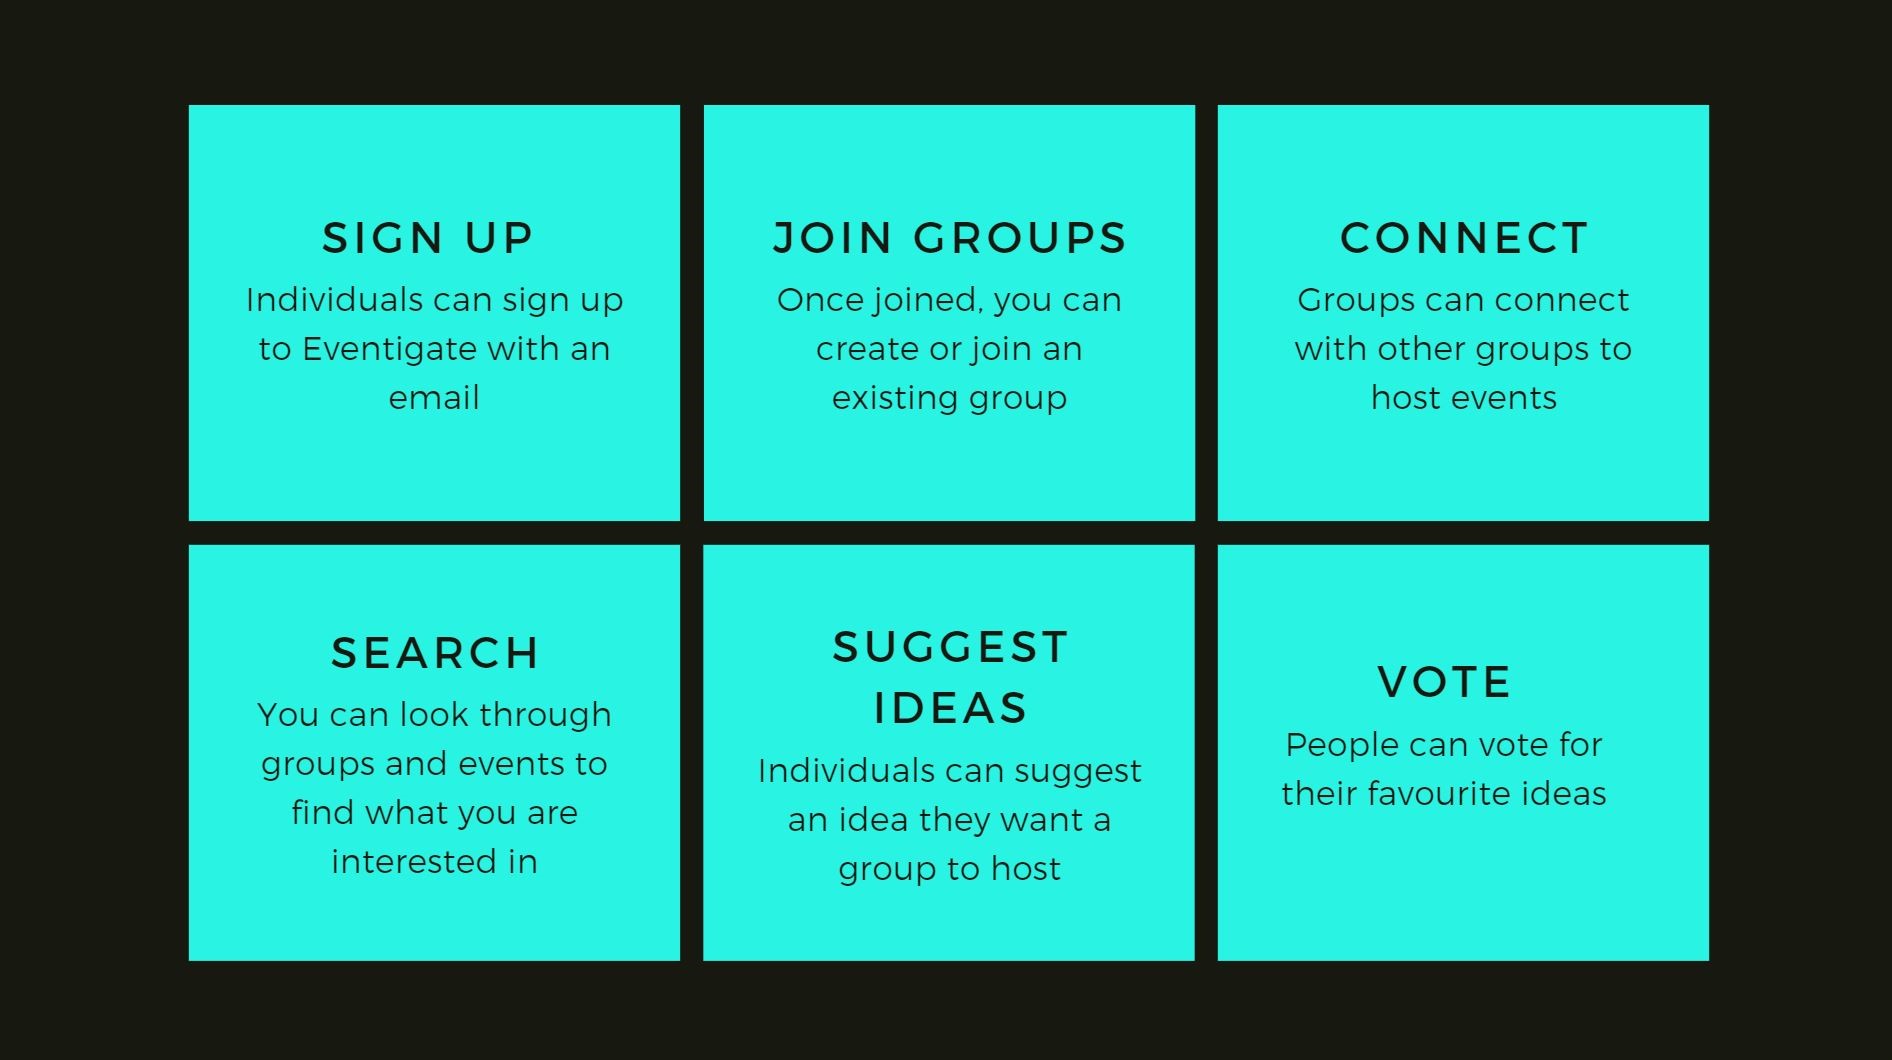 SIGN UP
Individuals can sign up
to Eventigate with an
email
JOIN GROUPS
Once joined, you can
create or join an
existing group
CONNECT
Groups can connect
with other groups to
host events
SEARCH
You can look through
groups and events to
find what you are
interested in
SUGGEST
IDEAS
Individuals can suggest
an idea they want a
group to host
VOTE
People can vote for
their favourite ideas